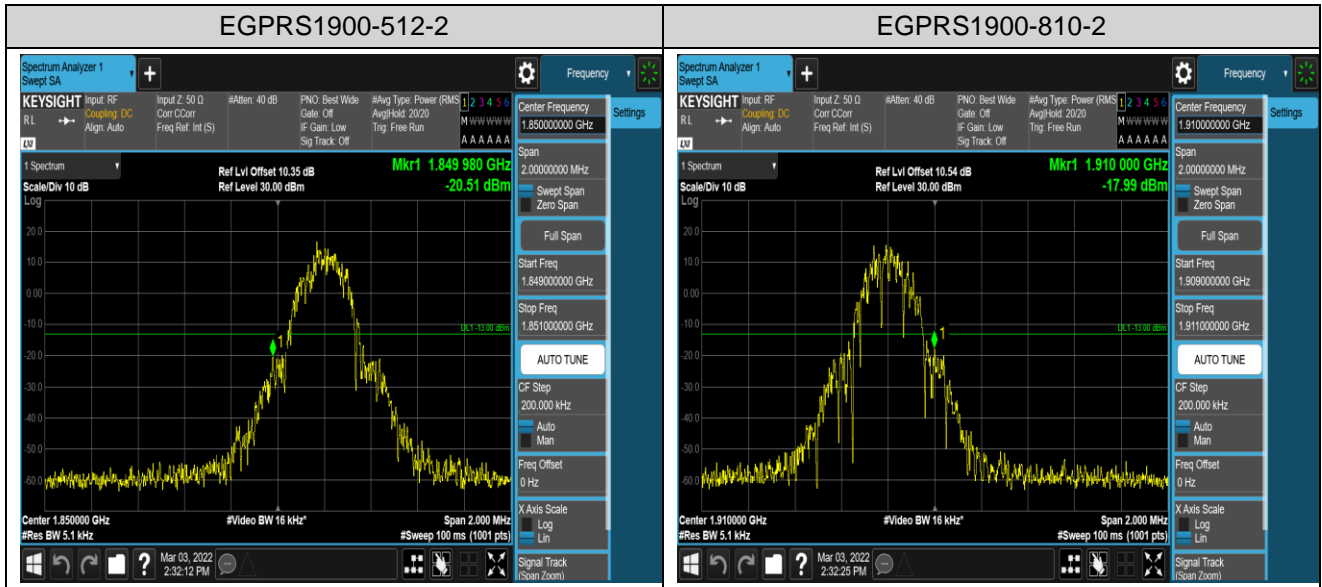 EGPRS1900-512-2
EGPRS1900-810-2
Spectrum Analyzer 1
Swept SA
+
Frequency
KEYSIGHT
RL
LXI
Input: RF
Coupling: DC
Align: Auto
Input Z: 50 Ω
Corr CCorr
Freq Ref: Int (S)
#Atten: 40 dB
PNO: Best Wide
Gate: Off
IF Gain: Low
Sig Track: Off
#Avg Type: Power (RMS
Avg|Hold: 20/20
Trig: Free Run
1 2 3 4 5 6
M W W W W W
A A A A A A
Center Frequency
1.850000000 GHz
Settings
1 Spectrum
Scale/Div 10 dB
Log
Ref Lvl Offset 10.35 dB
Ref Level 30.00 dBm
Mkr1 1.849 980 GHz
-20.51 dBm
Span
2.00000000 MHz
Swept Span
Zero Span
Full Span
Start Freq
1.849000000 GHz
Stop Freq
1.851000000 GHz
AUTO TUNE
CF Step
200.000 kHz
Auto
Man
Freq Offset
0 Hz
X Axis Scale
Log
Lin
Signal Track
(Span Zoom)
20.0
10.0
0.00
-10.0
-20.0
-30.0
-40.0
-50.0
-60.0
DL1 -13.00 dBm
1
Center 1.850000 GHz
#Res BW 5.1 kHz
#Video BW 16 kHz*
Span 2.000 MHz
#Sweep 100 ms (1001 pts)
?
Mar 03, 2022
2:32:12 PM
Spectrum Analyzer 1
Swept SA
+
Frequency
KEYSIGHT
RL
LXI
Input: RF
Coupling: DC
Align: Auto
Input Z: 50 Ω
Corr CCorr
Freq Ref: Int (S)
#Atten: 40 dB
PNO: Best Wide
Gate: Off
IF Gain: Low
Sig Track: Off
#Avg Type: Power (RMS
Avg|Hold: 20/20
Trig: Free Run
1 2 3 4 5 6
M W W W W W
A A A A A A
Center Frequency
1.910000000 GHz
Settings
1 Spectrum
Scale/Div 10 dB
Log
Ref Lvl Offset 10.54 dB
Ref Level 30.00 dBm
Mkr1 1.910 000 GHz
-17.99 dBm
Span
2.00000000 MHz
Swept Span
Zero Span
Full Span
Start Freq
1.909000000 GHz
Stop Freq
1.911000000 GHz
AUTO TUNE
CF Step
200.000 kHz
Auto
Man
Freq Offset
0 Hz
X Axis Scale
Log
Lin
Signal Track
(Span Zoom)
20.0
10.0
0.00
-10.0
-20.0
-30.0
-40.0
-50.0
-60.0
DL1 -13.00 dBm
1
Center 1.910000 GHz
#Res BW 5.1 kHz
#Video BW 16 kHz*
Span 2.000 MHz
#Sweep 100 ms (1001 pts)
?
Mar 03, 2022
2:32:25 PM